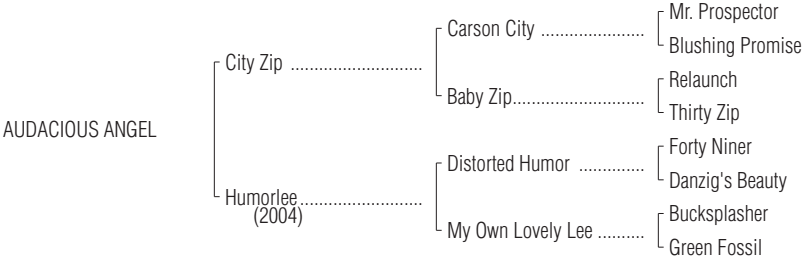 Mr. Prospector
Carson City ......................
Blushing Promise
City Zip ............................
Relaunch
Baby Zip............................
Thirty Zip
AUDACIOUS ANGEL
Forty Niner
Distorted Humor ..............
Danzig's Beauty
Humorlee..........................
(2004)
Bucksplasher
My Own Lovely Lee ..........
Green Fossil